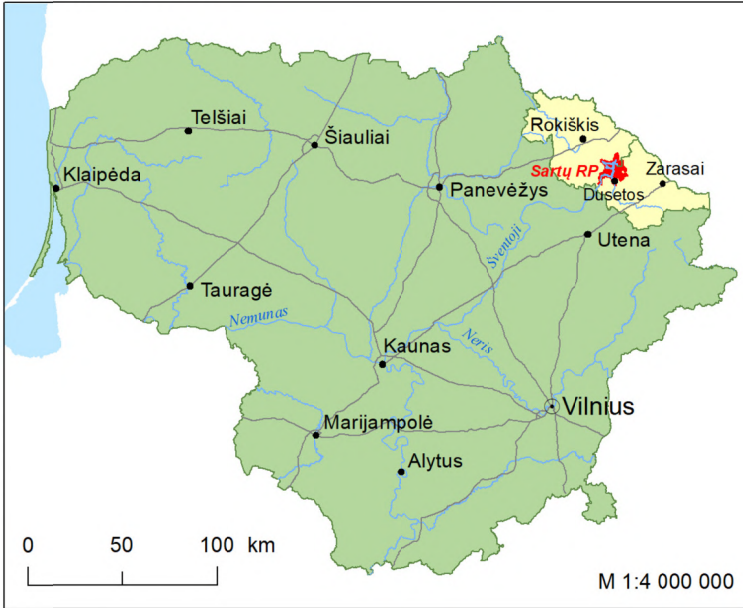 Telšiai
Šiauliai
Rokiškis
Klaipėda
Sartų RP
Zarasai
Panevėžys
Dusetos
Utena
Šventoji
Tauragė
Nemunas
Kaunas
Neris
Vilnius
Marijampolė
Alytus
0 50 100 km
M 1:4 000 000